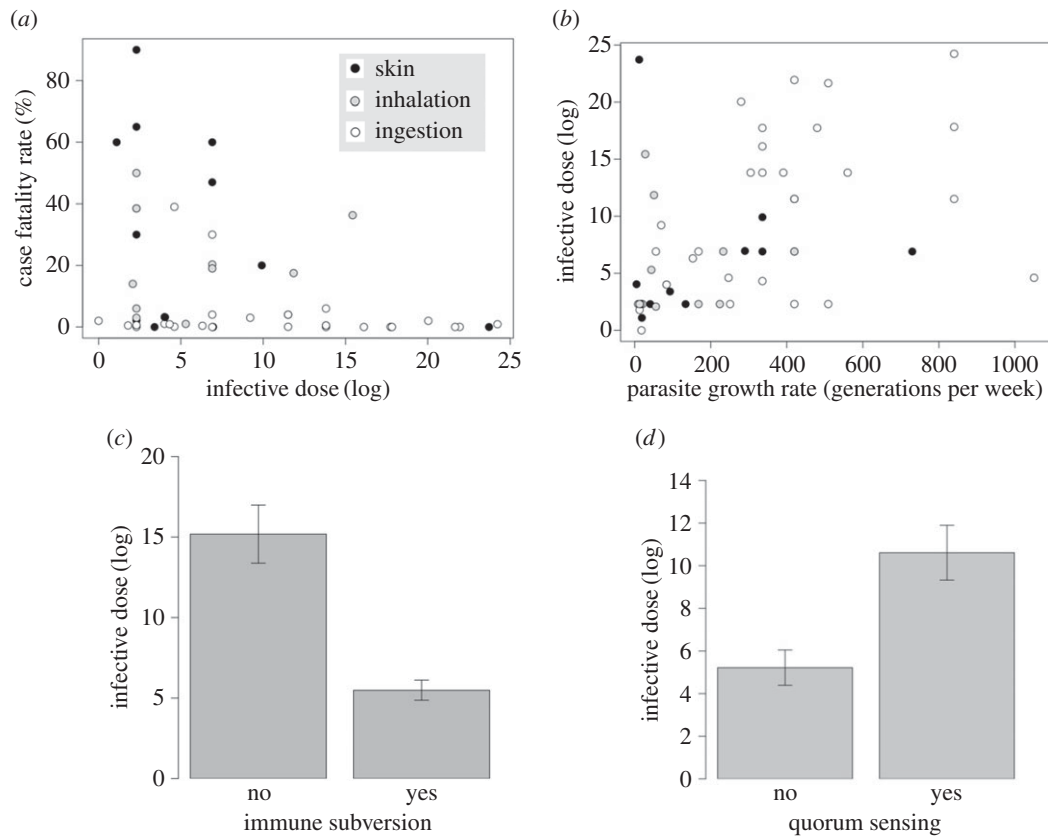 (a)
case fatality rate (%)
80
60
40
20
0
skin
inhalation
ingestion
0 5 10 15 20 25
infective dose (log)
(b)
infective dose (log)
25
20
15
10
5
0
0 200 400 600 800 1000
parasite growth rate (generations per week)
(c)
infective dose (log)
20
15
10
5
0
no yes
immune subversion
(d)
infective dose (log)
14
12
10
8
6
4
2
0
no yes
quorum sensing